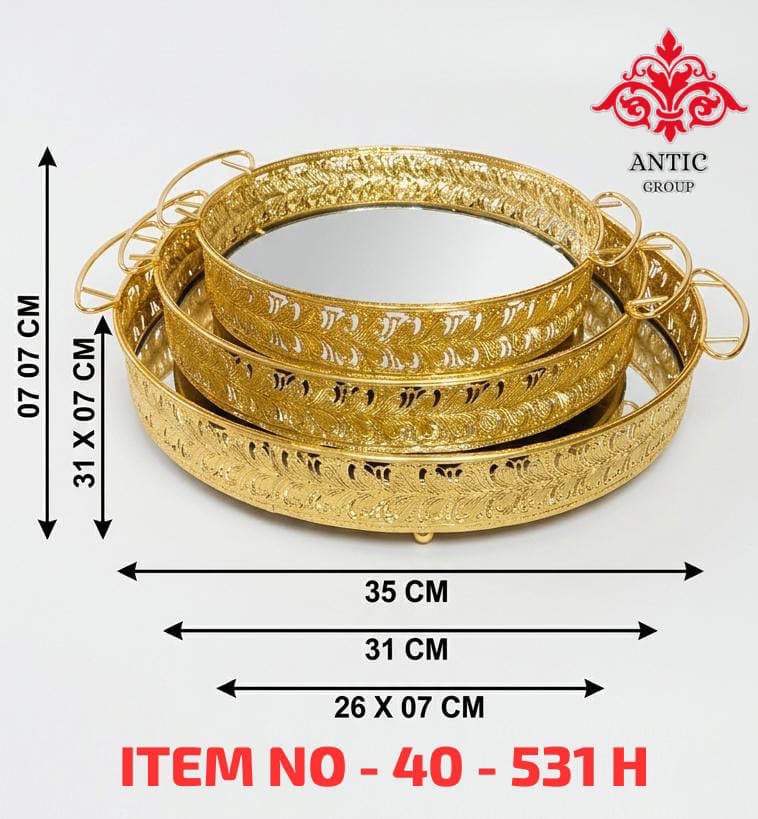 ANTIC
GROUP
07 07 CM
31 X 07 CM
35 CM
31 CM
26 X 07 CM
ITEM NO - 40 - 531 H